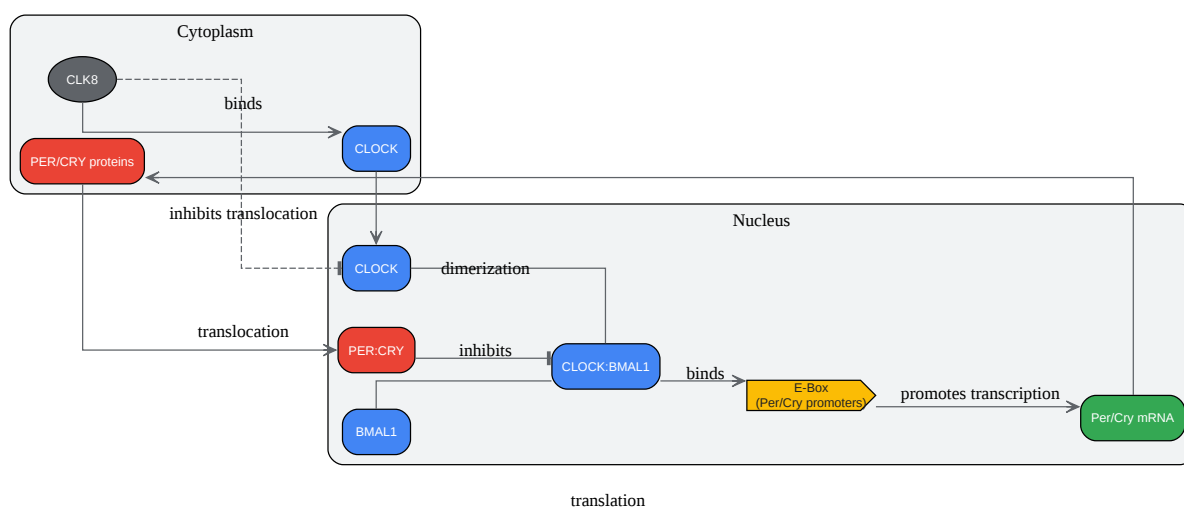 Cytoplasm
CLK8
binds
CLOCK
PER/CRY proteins
inhibits translocation
Nucleus
CLOCK
dimerization
translocation
PER:CRY
inhibits
CLOCK:BMAL1
binds
E-Box
(Per/Cry promoters)
promotes transcription
Per/Cry mRNA
BMAL1
translation